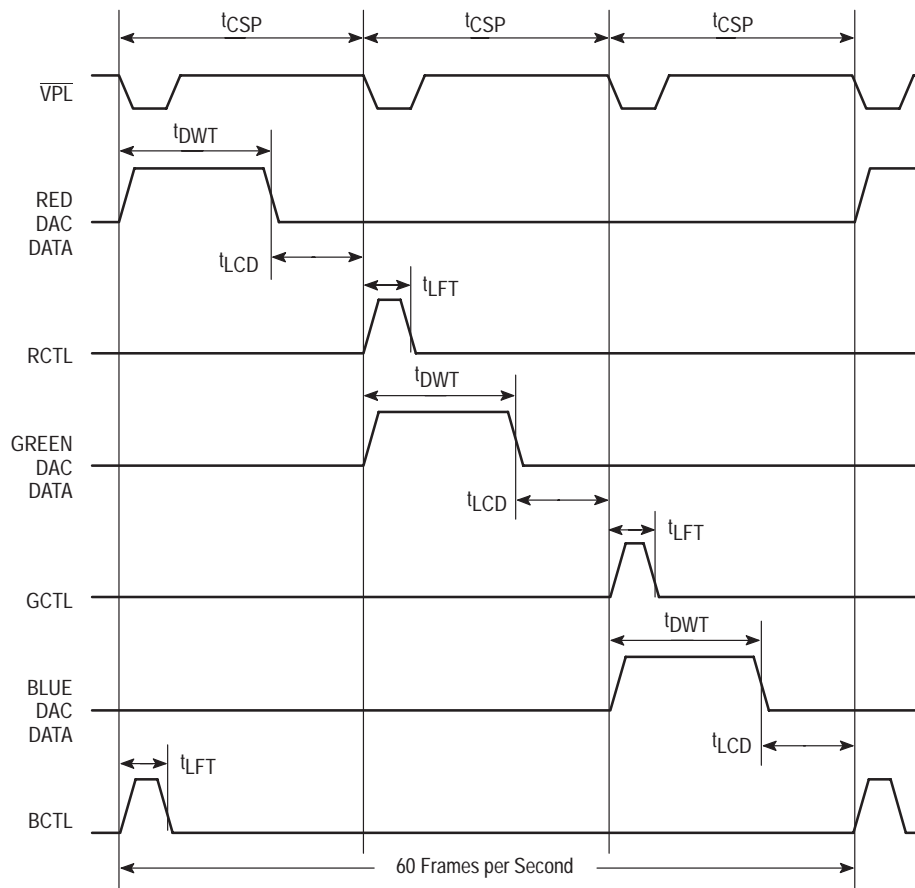 tCSP tCSP tCSP
VPL
tDWT
RED
DAC
DATA
tLCD
tLFT
RCTL
tDWT
GREEN
DAC
DATA
tLCD
tLFT
GCTL
tDWT
BLUE
DAC
DATA
tLCD
tLFT
BCTL
60 Frames per Second